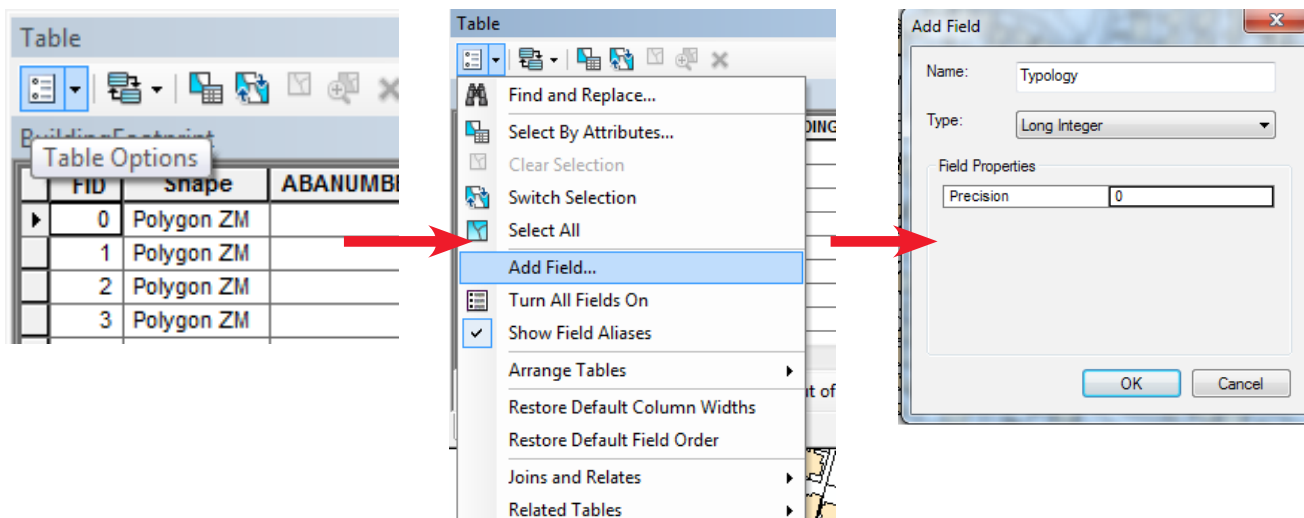 Table
BuildingFootprint
Table Options
FID Shape ABANUMB
0 Polygon ZM
1 Polygon ZM
2 Polygon ZM
3 Polygon ZM
Table
Find and Replace...
Select By Attributes...
Clear Selection
Switch Selection
Select All
Add Field...
Turn All Fields On
Show Field Aliases
Arrange Tables
Restore Default Column Widths
Restore Default Field Order
Joins and Relates
Related Tables
DING
t of
Add Field
Name: Typology
Type: Long Integer
Field Properties
Precision 0
OK Cancel